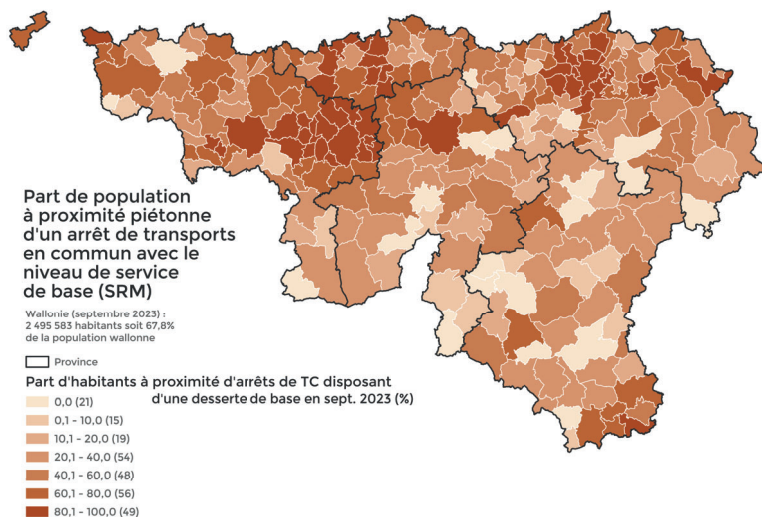 Part de population
à proximité piétonne
d'un arrêt de transports
en commun avec le
niveau de service
de base (SRM)
Wallonie (septembre 2023) :
2 495 583 habitants soit 67,8%
de la population wallonne
Province
Part d'habitants à proximité d'arrêts de TC disposant
d'une desserte de base en sept. 2023 (%)
0,0 (21)
0,1 - 10,0 (15)
10,1 - 20,0 (19)
20,1 - 40,0 (54)
40,1 - 60,0 (48)
60,1 - 80,0 (56)
80,1 - 100,0 (49)